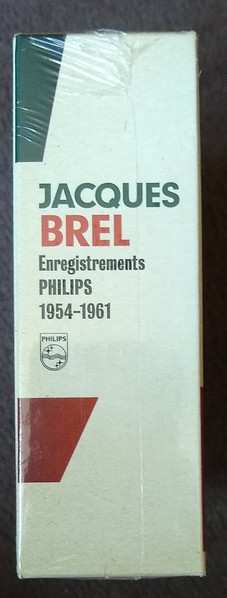 JACQUES
BREL
Enregistrements
PHILIPS
1954-1961
PHILIPS